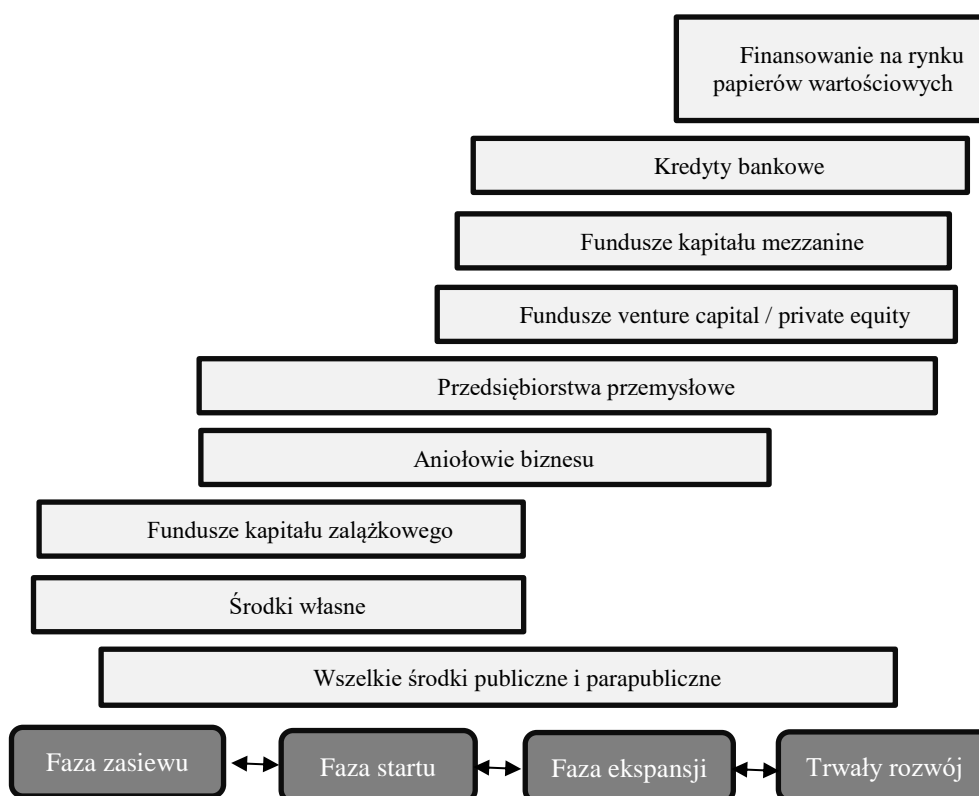 Finansowanie na rynku
papierów wartościowych
Kredyty bankowe
Fundusze kapitału mezzanine
Fundusze venture capital / private equity
Przedsiębiorstwa przemysłowe
Aniołowie biznesu
Fundusze kapitału zalążkowego
Środki własne
Wszelkie środki publiczne i parapubliczne
Faza zasiewu
Faza startu
Faza ekspansji
Trwały rozwój